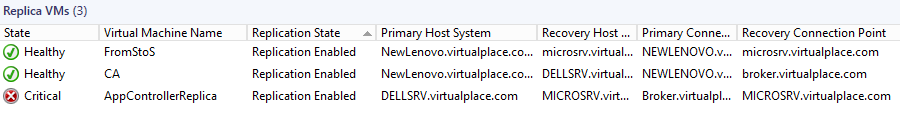 Replica VMs (3)
State Virtual Machine Name Replication State Primary Host System Recovery Host ... Primary Conne... Recovery Connection Point
Healthy FromStoS Replication Enabled NewLenovo.virtualplace.co... microsrv.virtual... NEWLENOVO.v... microsrv.virtualplace.com
Healthy CA Replication Enabled NewLenovo.virtualplace.co... DELLSRV.virtual... NEWLENOVO.v... broker.virtualplace.com
Critical AppControllerReplica Replication Enabled DELLSRV.virtualplace.com MICROSRV.virt... Broker.virtualpl... MICROSRV.virtualplace.com